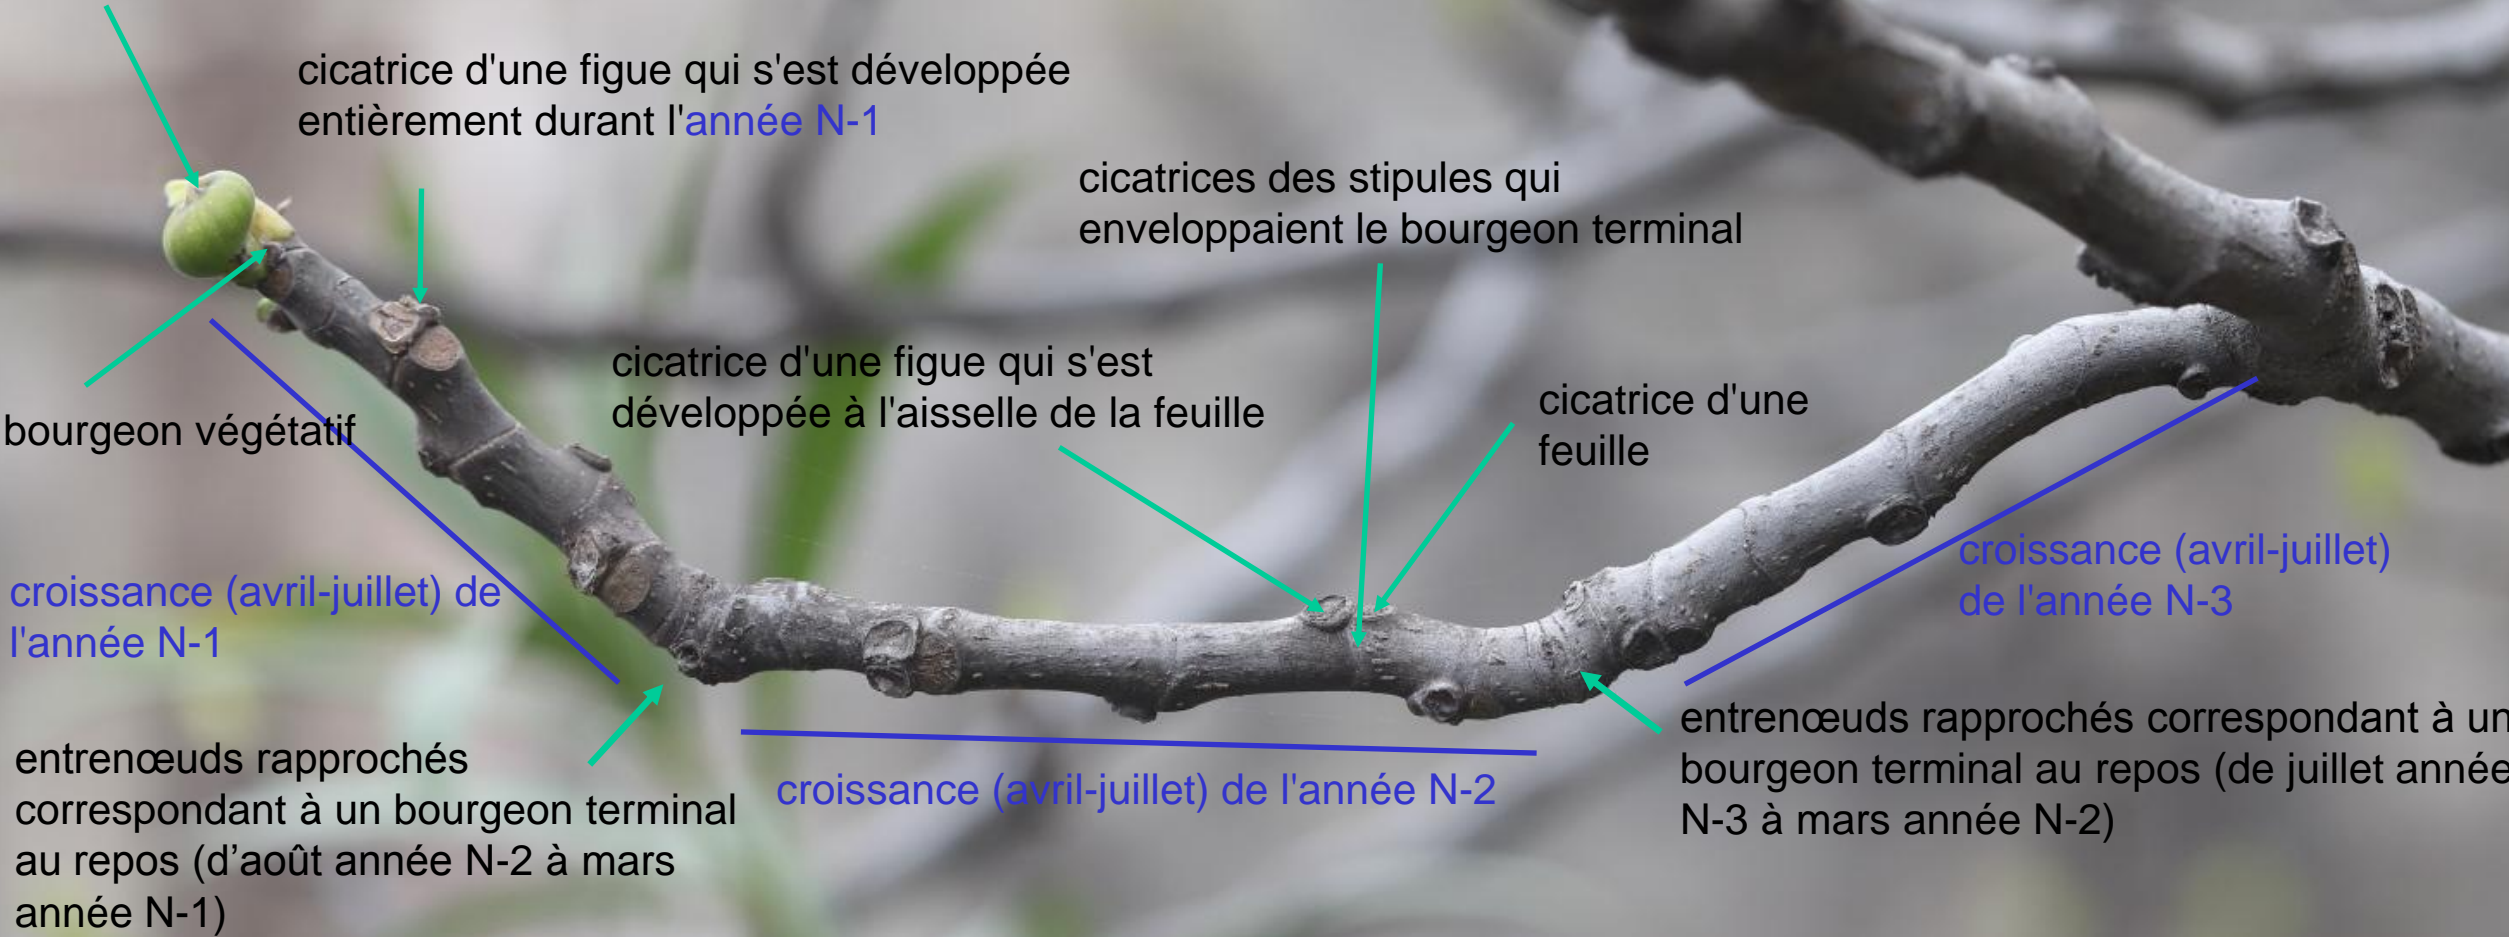 cicatrice d'une figue qui s'est développée
entièrement durant l'année N-1
cicatrices des stipules qui
enveloppaient le bourgeon terminal
cicatrice d'une figue qui s'est
développée à l'aisselle de la feuille
cicatrice d'une
feuille
bourgeon végétatif
croissance (avril-juillet) de
l'année N-1
croissance (avril-juillet)
de l'année N-3
entrenœuds rapprochés
correspondant à un bourgeon terminal
au repos (d’août année N-2 à mars
année N-1)
croissance (avril-juillet) de l'année N-2
entrenœuds rapprochés correspondant à un
bourgeon terminal au repos (de juillet année
N-3 à mars année N-2)